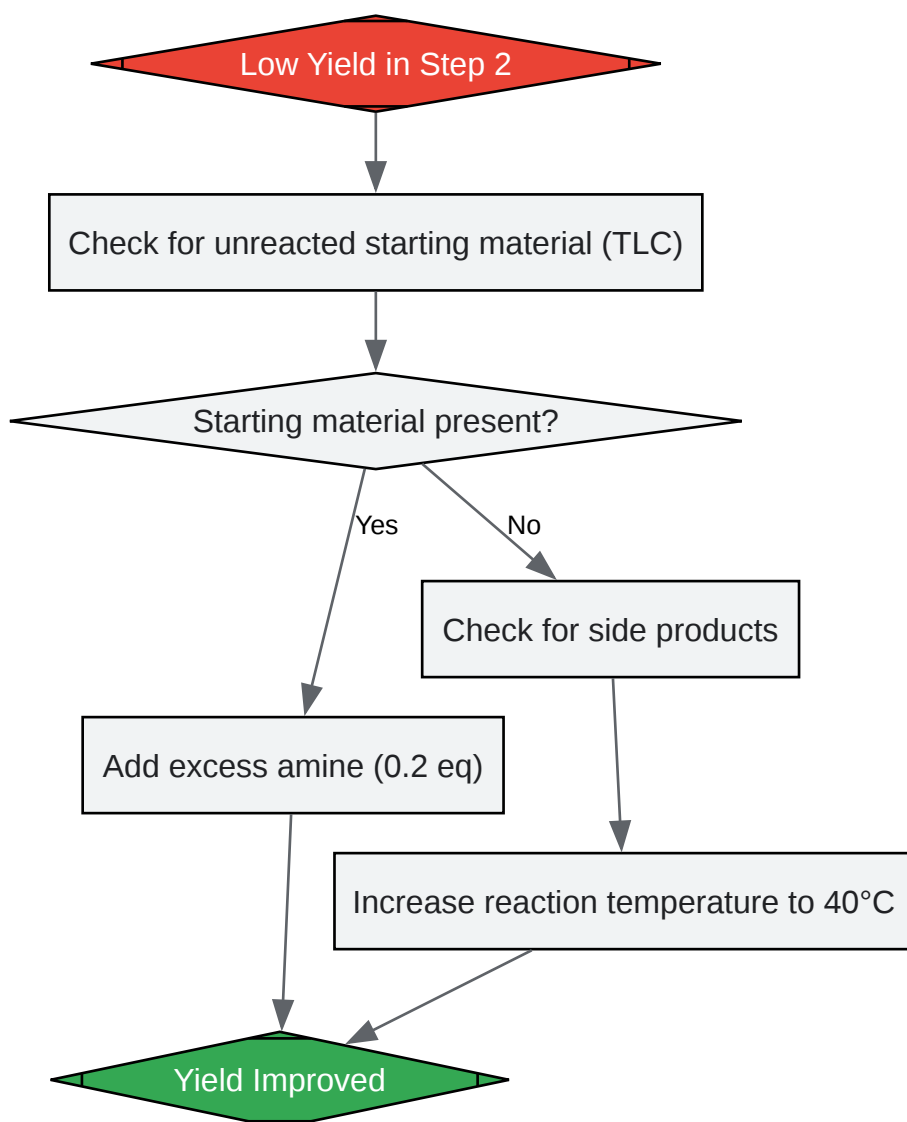 Low Yield in Step 2
Check for unreacted starting material (TLC)
Starting material present?
Yes
No
Check for side products
Add excess amine (0.2 eq)
Increase reaction temperature to 40°C
Yield Improved